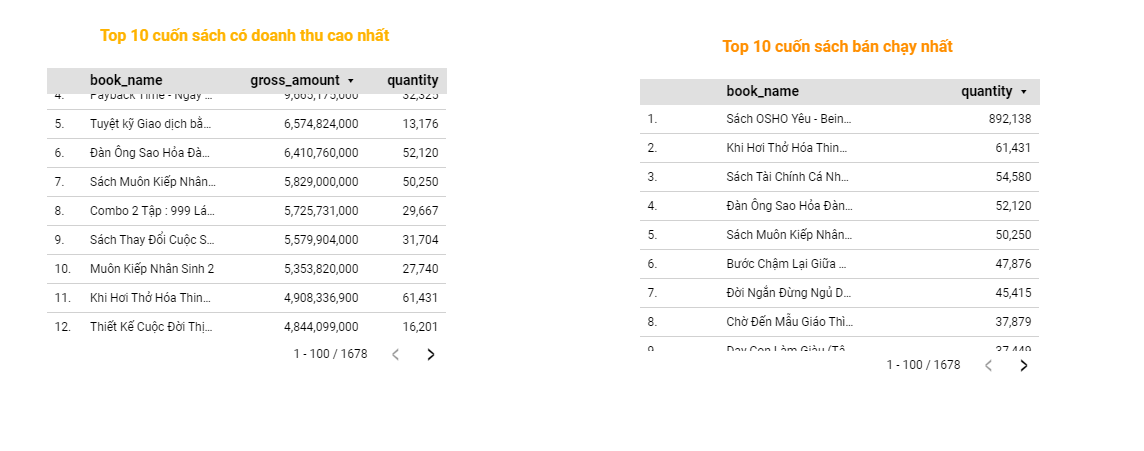 Top 10 cuốn sách có doanh thu cao nhất
book_name gross_amount quantity
4. Payback Time - Ngày ... 9,665,175,000 32,325
5. Tuyệt kỹ Giao dịch bằ... 6,574,824,000 13,176
6. Đàn Ông Sao Hỏa Đà... 6,410,760,000 52,120
7. Sách Muôn Kiếp Nhân... 5,829,000,000 50,250
8. Combo 2 Tập : 999 Lá... 5,725,731,000 29,667
9. Sách Thay Đổi Cuộc S... 5,579,904,000 31,704
10. Muôn Kiếp Nhân Sinh 2 5,353,820,000 27,740
11. Khi Hơi Thở Hóa Thin... 4,908,336,900 61,431
12. Thiết Kế Cuộc Đời Thị... 4,844,099,000 16,201
1 - 100 / 1678
Top 10 cuốn sách bán chạy nhất
book_name quantity
1. Sách OSHO Yêu - Bein... 892,138
2. Khi Hơi Thở Hóa Thin... 61,431
3. Sách Tài Chính Cá Nh... 54,580
4. Đàn Ông Sao Hỏa Đàn... 52,120
5. Sách Muôn Kiếp Nhân... 50,250
6. Bước Chậm Lại Giữa ... 47,876
7. Đời Ngắn Đừng Ngủ D... 45,415
8. Chờ Đến Mẫu Giáo Thì... 37,879
9. Dạy Con Làm Giàu (Tậ... 37,449
1 - 100 / 1678